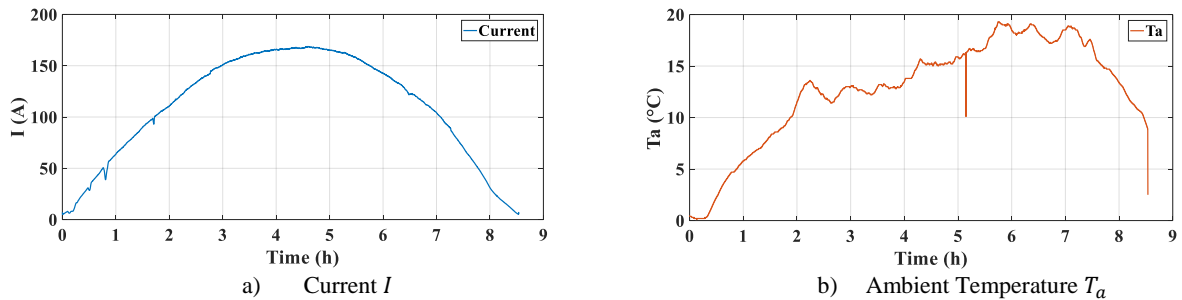 200
150
100
50
0
I (A)
Current
0 1 2 3 4 5 6 7 8 9
Time (h)
a) Current I
20
15
10
5
0
Ta (°C)
Ta
0 1 2 3 4 5 6 7 8 9
Time (h)
b) Ambient Temperature Tₐ